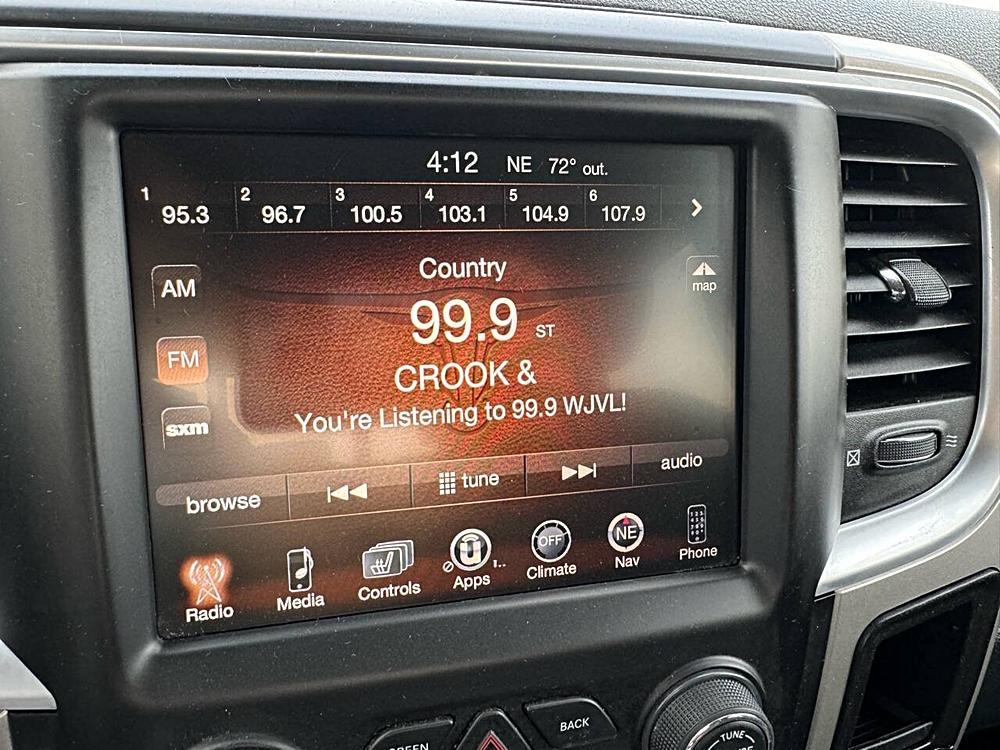 4:12 NE 72° out.
1 2 3 4 5 6
95.3 96.7 100.5 103.1 104.9 107.9
Country
AM
map
99.9 ST
FM
CROOK &
You're Listening to 99.9 WJVL!
sxm
browse tune audio
OFF NE
Radio Media Controls Apps 1.. Climate Nav Phone
BACK
TUNE